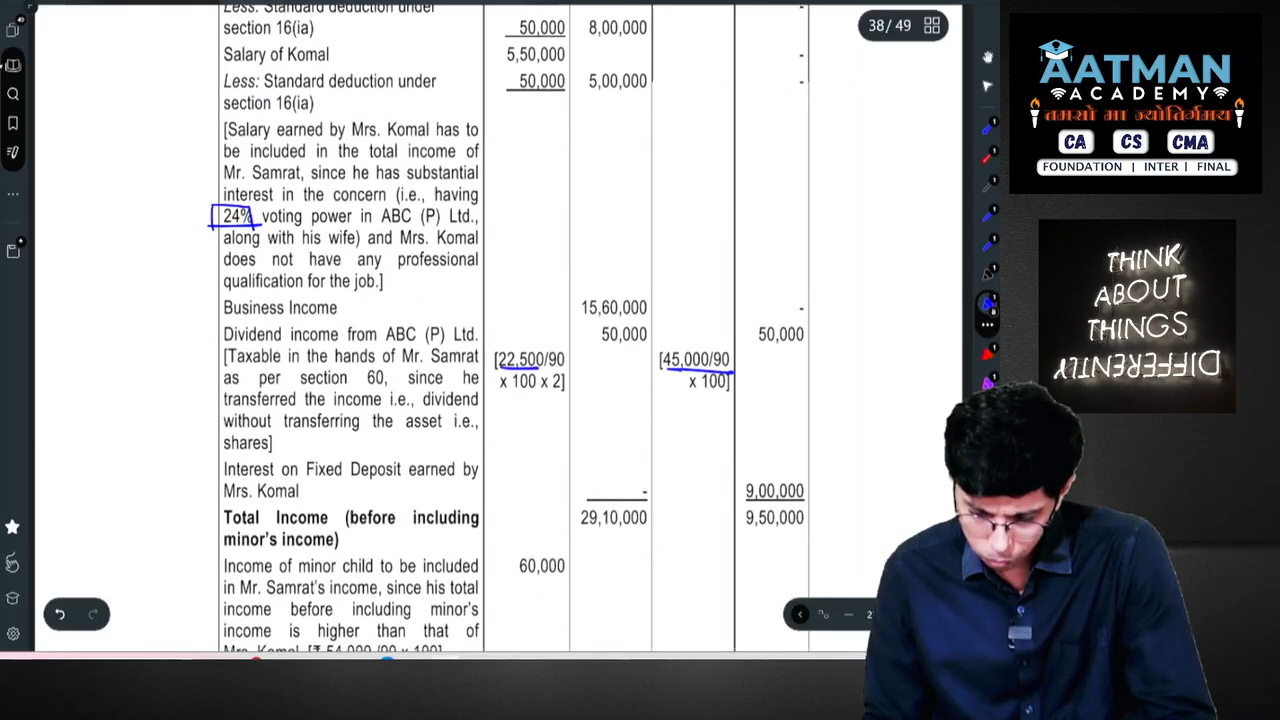 Less: Standard deduction under
section 16(ia) 50,000 8,00,000 -
Salary of Komal 5,50,000 -
Less: Standard deduction under 50,000 5,00,000 -
section 16(ia)
[Salary earned by Mrs. Komal has to
be included in the total income of
Mr. Samrat, since he has substantial
interest in the concern (i.e., having
24% voting power in ABC (P) Ltd.,
along with his wife) and Mrs. Komal
does not have any professional
qualification for the job.]
Business Income 15,60,000 -
Dividend income from ABC (P) Ltd. 50,000 50,000
[Taxable in the hands of Mr. Samrat [22,500/90 [45,000/90
as per section 60, since he x 100 x 2] x 100]
transferred the income i.e., dividend
without transferring the asset i.e.,
shares]
Interest on Fixed Deposit earned by
Mrs. Komal - 9,00,000
Total Income (before including 29,10,000 9,50,000
minor's income)
Income of minor child to be included 60,000
in Mr. Samrat's income, since his total
income before including minor's
income is higher than that of
Mrs. Komal. [₹ 54,000 /90 x 100]
38/ 49
AATMAN
ACADEMY
तमसो मा ज्योतिर्गमय
CA CS CMA
FOUNDATION | INTER | FINAL
THINK
ABOUT
THINGS
DIFFERENTLY